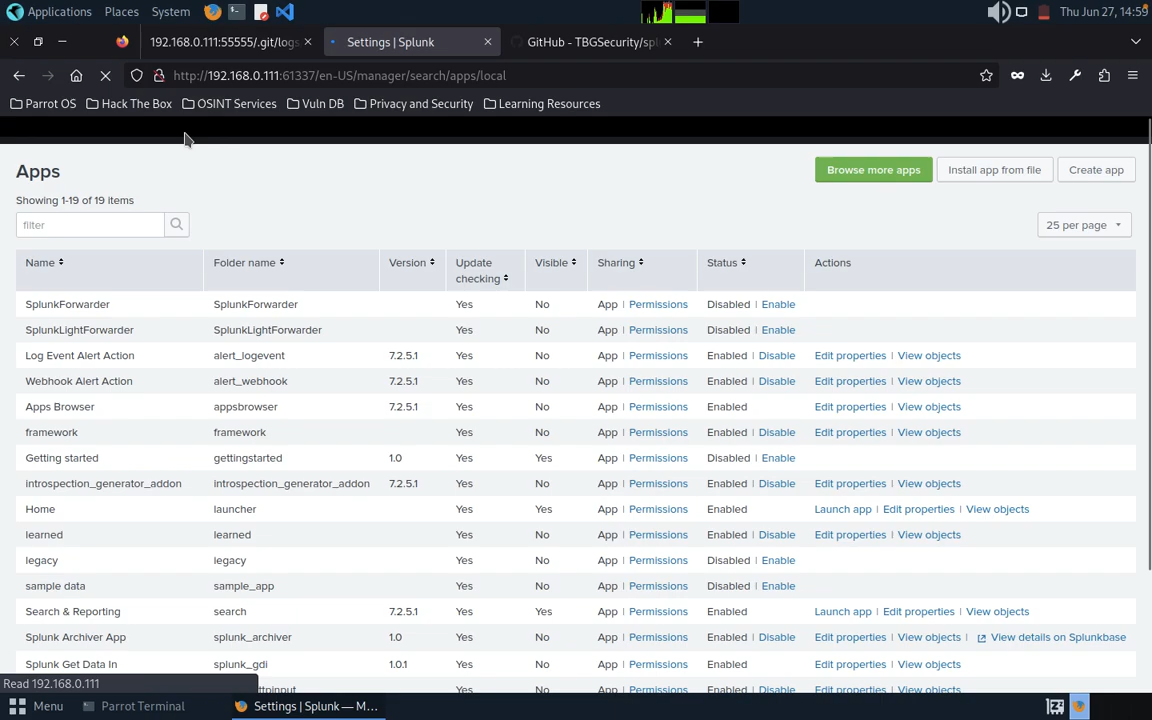 Applications Places System Thu Jun 27, 14:59
192.168.0.111:55555/.git/logs Settings | Splunk GitHub - TBGSecurity/spl
http://192.168.0.111:61337/en-US/manager/search/apps/local
Parrot OS Hack The Box OSINT Services Vuln DB Privacy and Security Learning Resources
Apps
Browse more apps Install app from file Create app
Showing 1-19 of 19 items
filter 25 per page
Name Folder name Version Update checking Visible Sharing Status Actions
SplunkForwarder SplunkForwarder Yes No App | Permissions Disabled | Enable
SplunkLightForwarder SplunkLightForwarder Yes No App | Permissions Disabled | Enable
Log Event Alert Action alert_logevent 7.2.5.1 Yes No App | Permissions Enabled | Disable Edit properties | View objects
Webhook Alert Action alert_webhook 7.2.5.1 Yes No App | Permissions Enabled | Disable Edit properties | View objects
Apps Browser appsbrowser 7.2.5.1 Yes No App | Permissions Enabled Edit properties | View objects
framework framework Yes No App | Permissions Enabled | Disable Edit properties | View objects
Getting started gettingstarted 1.0 Yes Yes App | Permissions Disabled | Enable
introspection_generator_addon introspection_generator_addon 7.2.5.1 Yes No App | Permissions Enabled | Disable Edit properties | View objects
Home launcher Yes Yes App | Permissions Enabled Launch app | Edit properties | View objects
learned learned Yes No App | Permissions Enabled | Disable Edit properties | View objects
legacy legacy Yes No App | Permissions Disabled | Enable
sample data sample_app Yes No App | Permissions Disabled | Enable
Search & Reporting search 7.2.5.1 Yes Yes App | Permissions Enabled Launch app | Edit properties | View objects
Splunk Archiver App splunk_archiver 1.0 Yes No App | Permissions Enabled | Disable Edit properties | View objects | View details on Splunkbase
Splunk Get Data In splunk_gdi 1.0.1 Yes No App | Permissions Enabled Edit properties | View objects
Yes No App | Permissions Enabled | Disable Edit properties | View objects
Read 192.168.0.111
Menu Parrot Terminal Settings | Splunk — M...